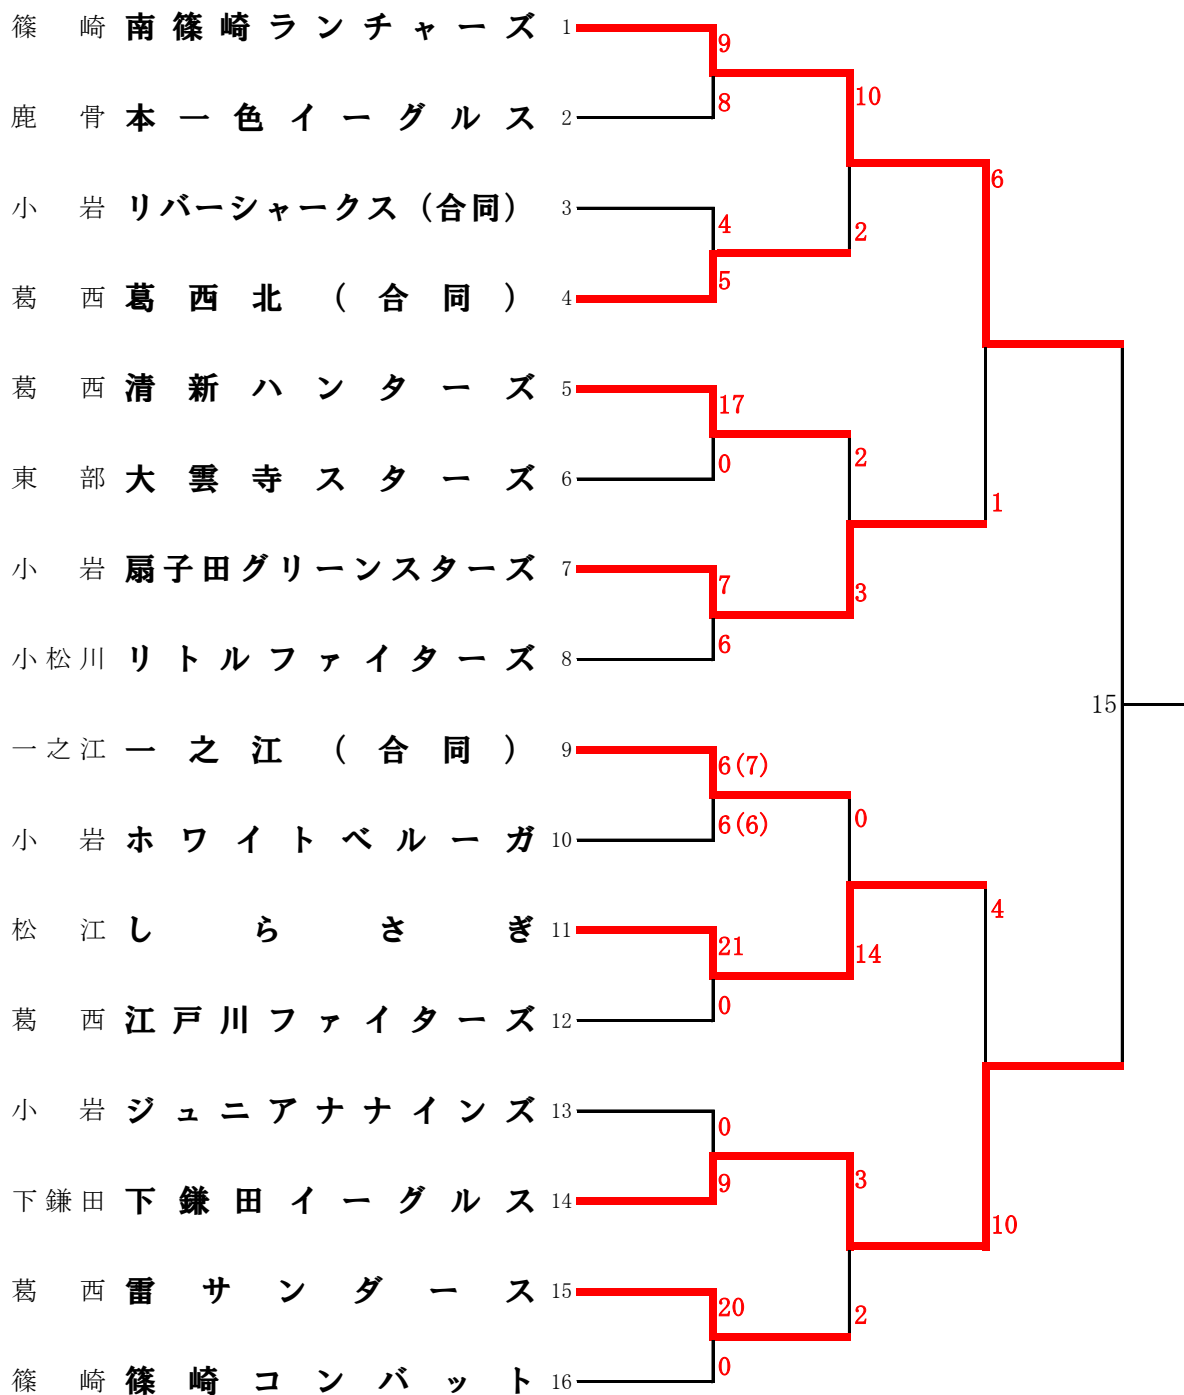 篠崎 南篠崎ランチャーズ 1
9
10
8
鹿骨 本一色イーグルス 2
6
小岩 リバーシャークス(合同) 3
4
2
5
葛西 葛西北(合同) 4
葛西 清新ハンターズ 5
17
2
0
東部 大雲寺スターズ 6
1
小岩 扇子田グリーンスターズ 7
7
3
6
小松川 リトルファイターズ 8
15
一之江 一之江(合同) 9
6(7)
0
6(6)
小岩 ホワイトベルーガ 10
4
松江 しらさぎ 11
21
14
0
葛西 江戸川ファイターズ 12
小岩 ジュニアナナインズ 13
0
3
9
下鎌田 下鎌田イーグルス 14
10
葛西 雷サンダース 15
20
2
0
篠崎 篠崎コンバット 16